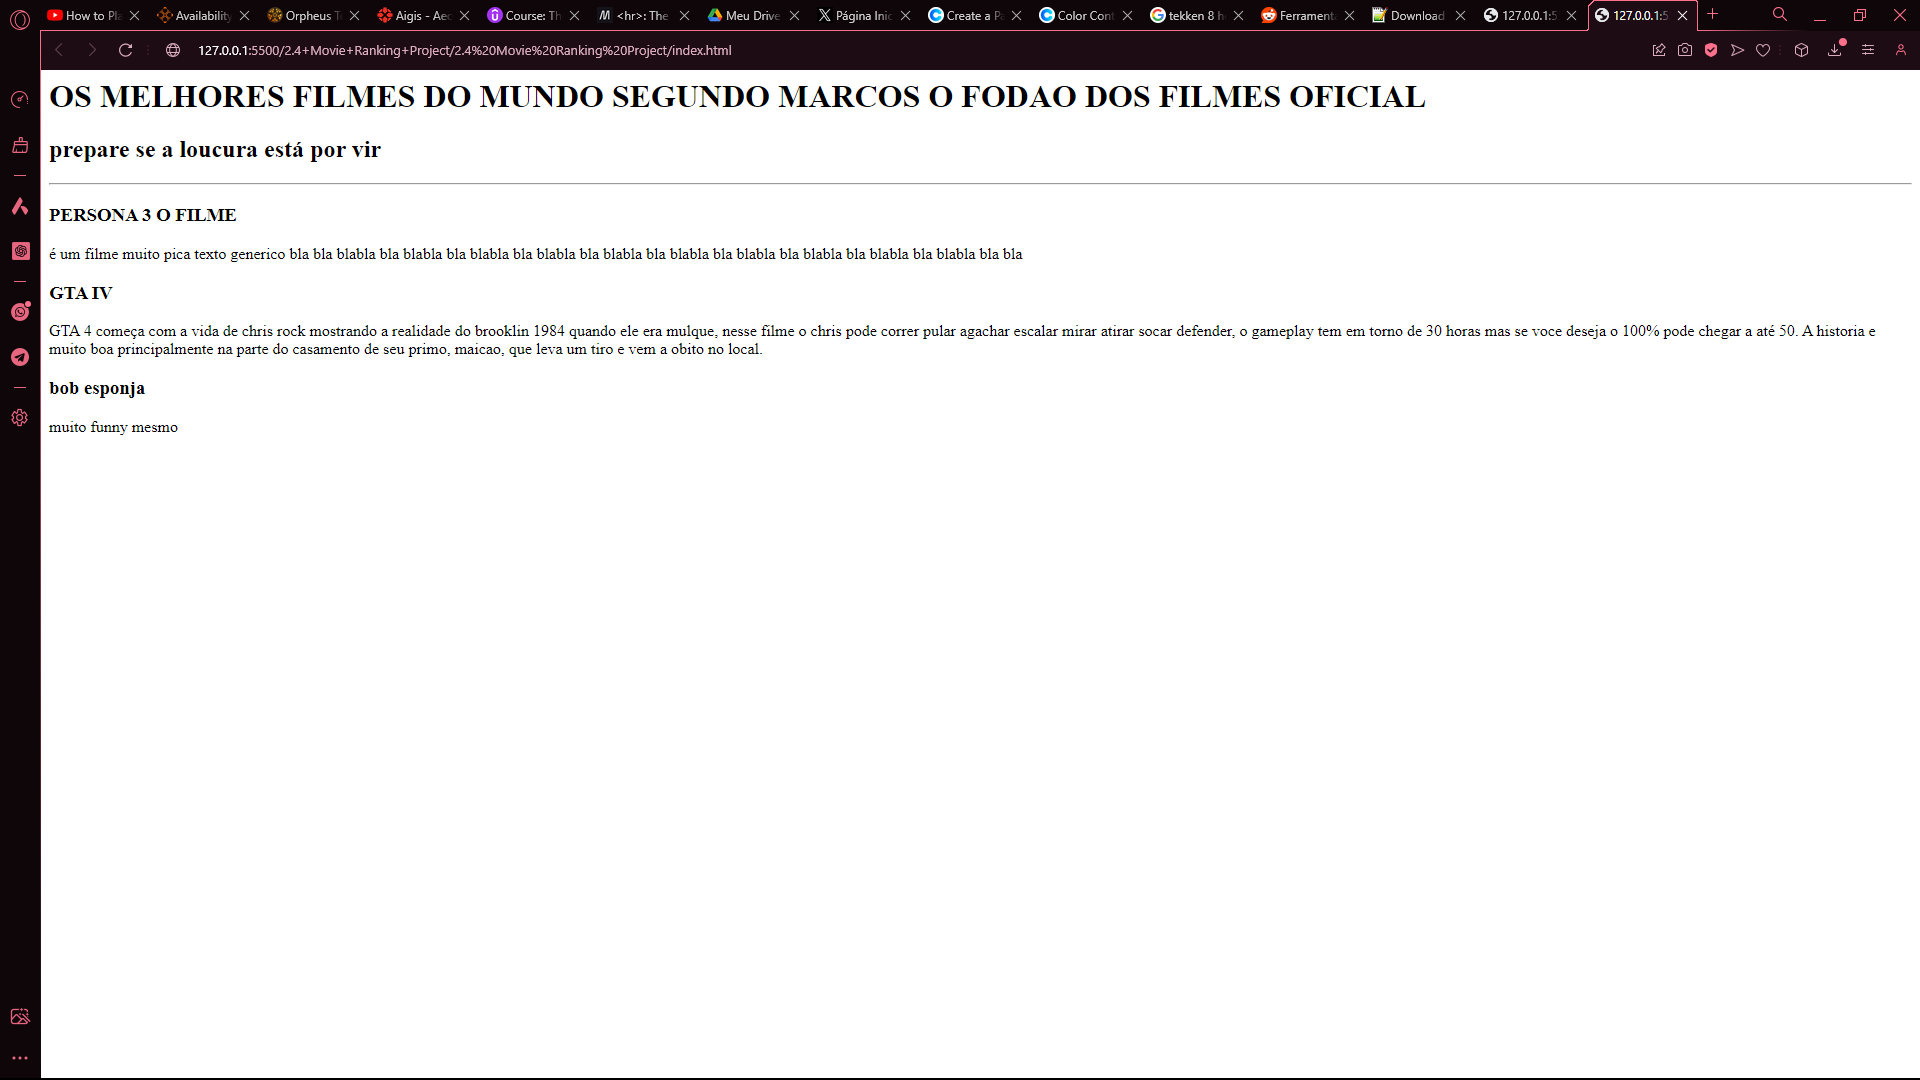 How to Pla
Availability
Orpheus T
Aigis - Aeo
Course: Th
<hr>: The
Meu Drive
Página Inic
Create a Pa
Color Cont
tekken 8 h
Ferrament
Download
127.0.0.1:5
127.0.0.1:5
127.0.0.1:5500/2.4+Movie+Ranking+Project/2.4%20Movie%20Ranking%20Project/index.html
OS MELHORES FILMES DO MUNDO SEGUNDO MARCOS O FODAO DOS FILMES OFICIAL
prepare se a loucura está por vir
PERSONA 3 O FILME
é um filme muito pica texto generico bla bla blabla bla blabla bla blabla bla blabla bla blabla bla blabla bla blabla bla blabla bla blabla bla blabla bla bla
GTA IV
GTA 4 começa com a vida de chris rock mostrando a realidade do brooklin 1984 quando ele era mulque, nesse filme o chris pode correr pular agachar escalar mirar atirar socar defender, o gameplay tem em torno de 30 horas mas se voce deseja o 100% pode chegar a até 50. A historia e
muito boa principalmente na parte do casamento de seu primo, maicao, que leva um tiro e vem a obito no local.
bob esponja
muito funny mesmo